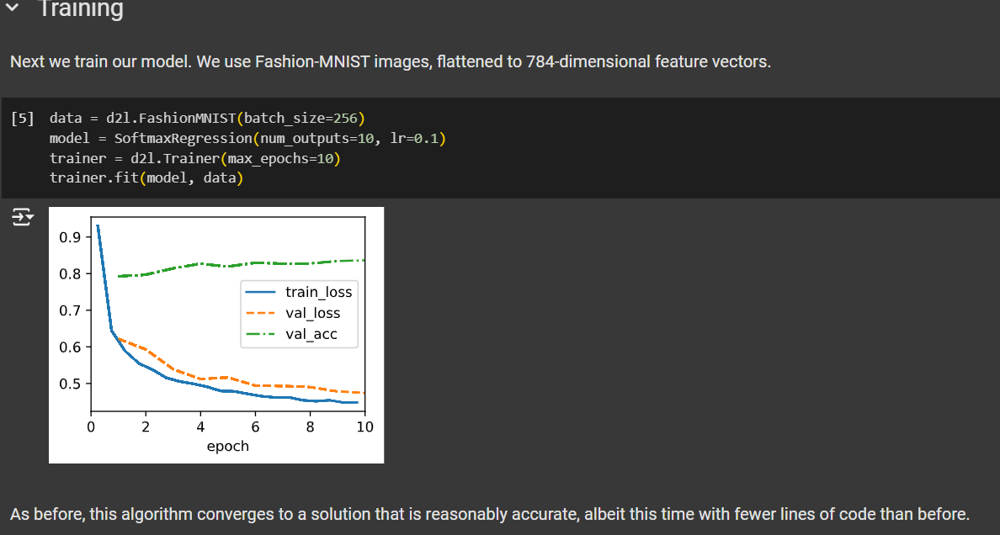 Training
Next we train our model. We use Fashion-MNIST images, flattened to 784-dimensional feature vectors.
[5] data = d2l.FashionMNIST(batch_size=256)
model = SoftmaxRegression(num_outputs=10, lr=0.1)
trainer = d2l.Trainer(max_epochs=10)
trainer.fit(model, data)
0.9
0.8
0.7
0.6
0.5
train_loss
val_loss
val_acc
0 2 4 6 8 10
epoch
As before, this algorithm converges to a solution that is reasonably accurate, albeit this time with fewer lines of code than before.